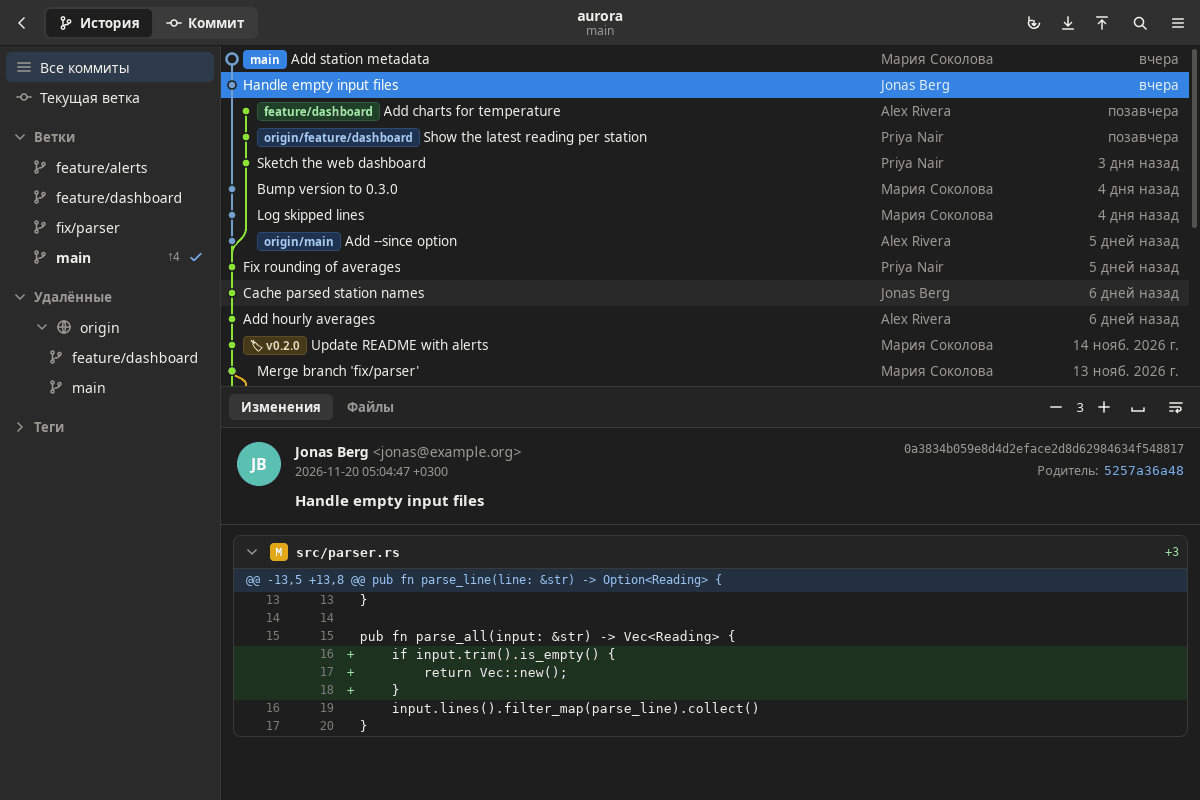 История
Коммит
aurora
main
Все коммиты
Текущая ветка
Ветки
feature/alerts
feature/dashboard
fix/parser
main ↑4
Удалённые
origin
feature/dashboard
main
Теги
main Add station metadata Мария Соколова вчера
Handle empty input files Jonas Berg вчера
feature/dashboard Add charts for temperature Alex Rivera позавчера
origin/feature/dashboard Show the latest reading per station Priya Nair позавчера
Sketch the web dashboard Priya Nair 3 дня назад
Bump version to 0.3.0 Мария Соколова 4 дня назад
Log skipped lines Мария Соколова 4 дня назад
origin/main Add --since option Alex Rivera 5 дней назад
Fix rounding of averages Priya Nair 5 дней назад
Cache parsed station names Jonas Berg 6 дней назад
Add hourly averages Alex Rivera 6 дней назад
v0.2.0 Update README with alerts Мария Соколова 14 нояб. 2026 г.
Merge branch 'fix/parser' Мария Соколова 13 нояб. 2026 г.
Изменения Файлы
3
JB
Jonas Berg <jonas@example.org>
2026-11-20 05:04:47 +0300
0a3834b059e8d4d2eface2d8d62984634f548817
Родитель: 5257a36a48
Handle empty input files
M src/parser.rs +3
@@ -13,5 +13,8 @@ pub fn parse_line(line: &str) -> Option<Reading> {
13 13 }
14 14
15 15 pub fn parse_all(input: &str) -> Vec<Reading> {
16 + if input.trim().is_empty() {
17 + return Vec::new();
18 + }
16 19 input.lines().filter_map(parse_line).collect()
17 20 }